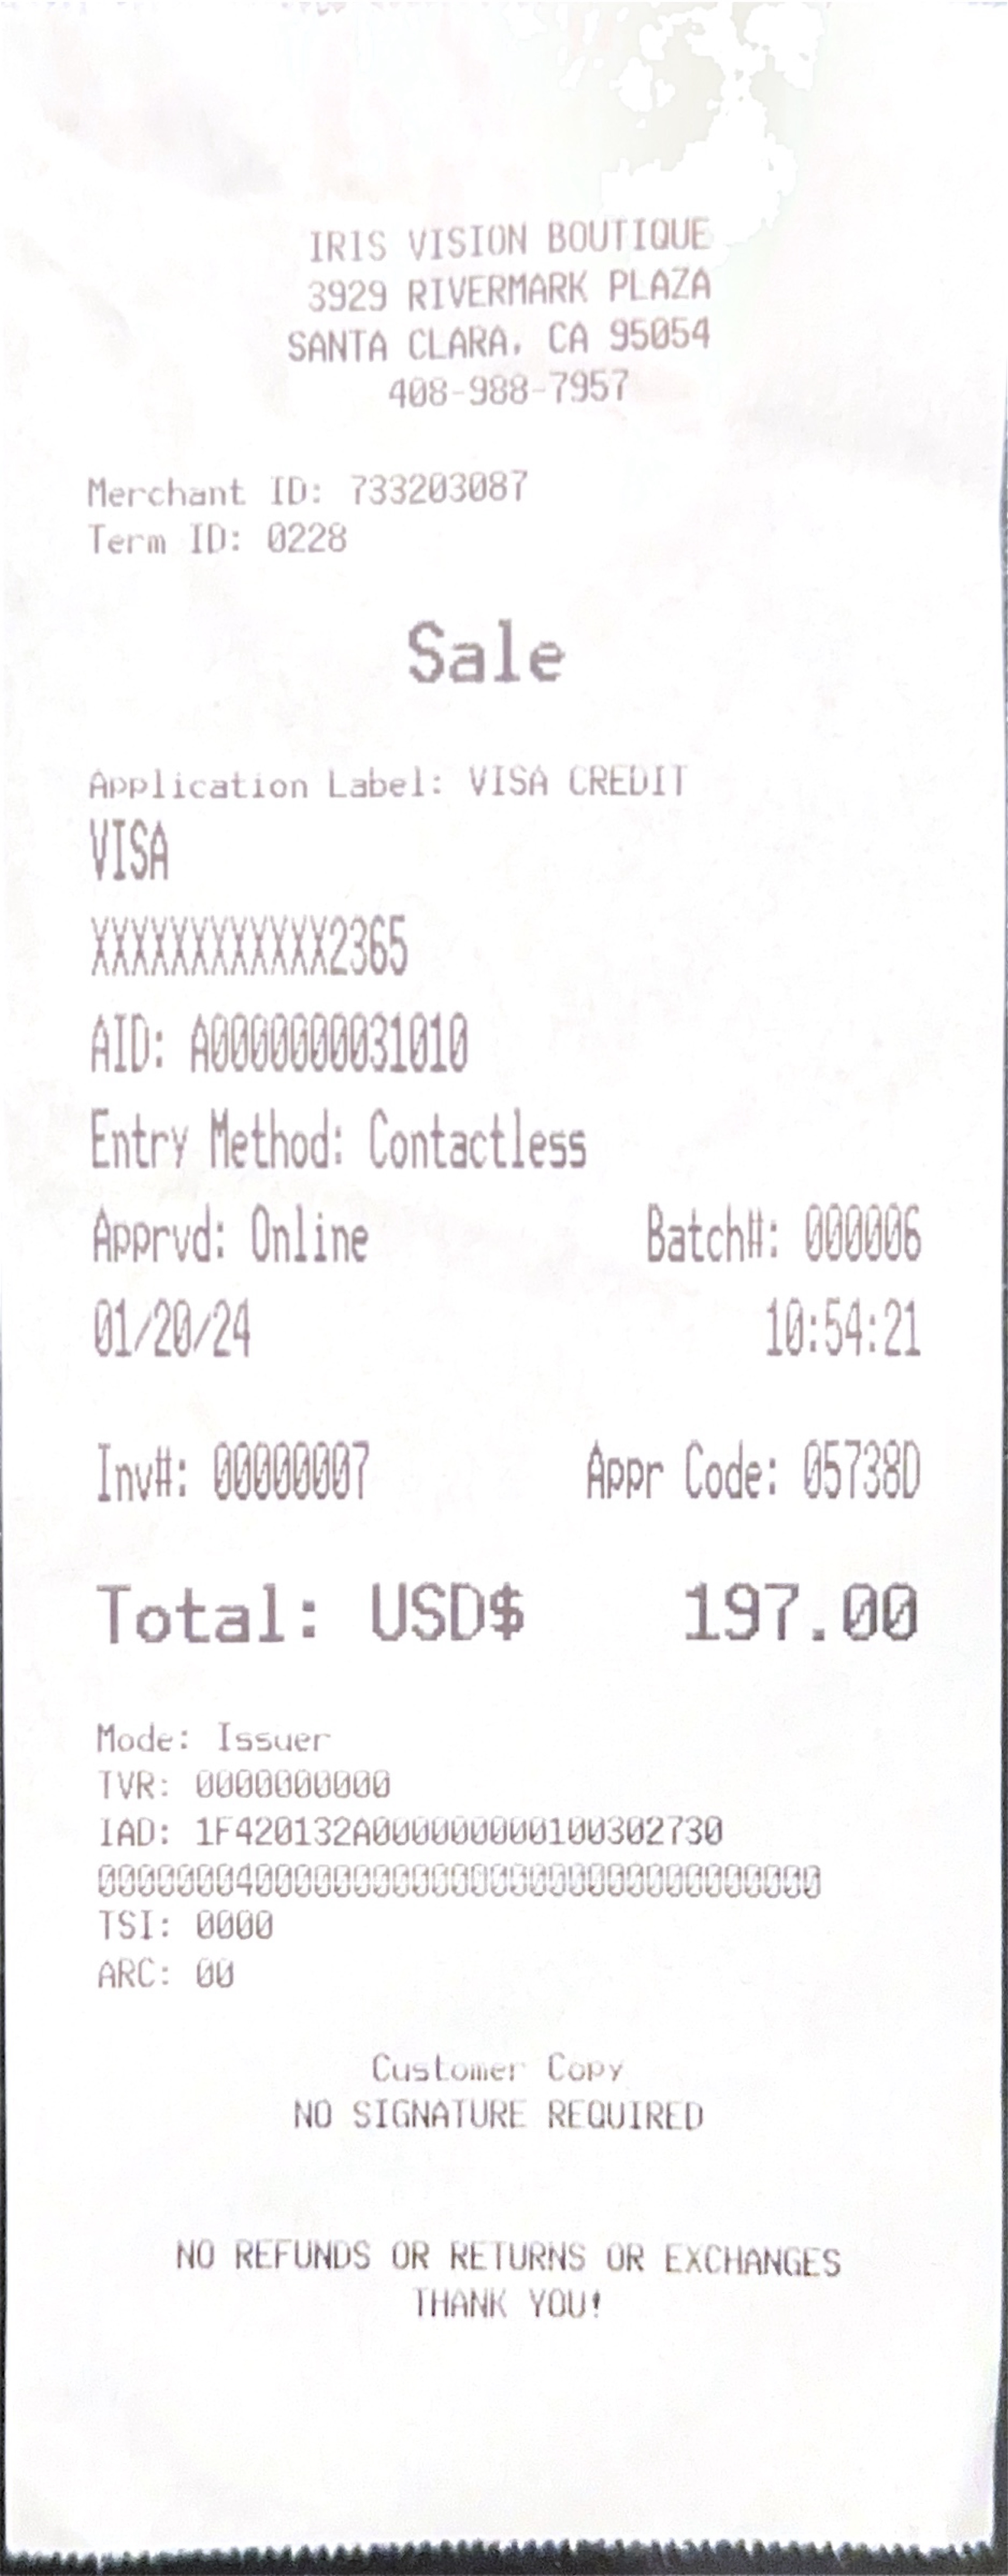 IRIS VISION BOUTIQUE
3929 RIVERMARK PLAZA
SANTA CLARA, CA 95054
408-988-7957
Merchant ID: 733203087
Term ID: 0228
Sale
Application Label: VISA CREDIT
VISA
XXXXXXXXXXXX2365
AID: A0000000031010
Entry Method: Contactless
Apprvd: Online Batch#: 000006
01/20/24 10:54:21
Inv#: 00000007 Appr Code: 05738D
Total: USD$ 197.00
Mode: Issuer
TVR: 0000000000
IAD: 1F420132A0000000000100302730
0000000400000000000000000000000000000
TSI: 0000
ARC: 00
Customer Copy
NO SIGNATURE REQUIRED
NO REFUNDS OR RETURNS OR EXCHANGES
THANK YOU!